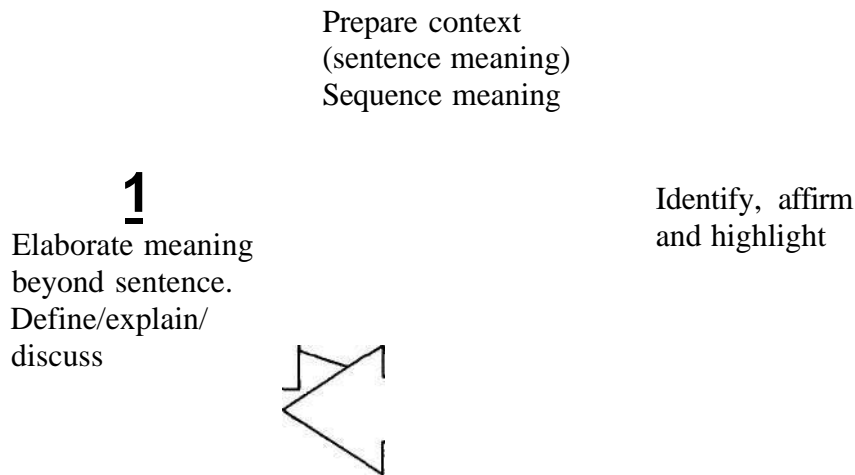 Prepare context
(sentence meaning)
Sequence meaning
1
Elaborate meaning
beyond sentence.
Define/explain/
discuss
Identify, affirm
and highlight